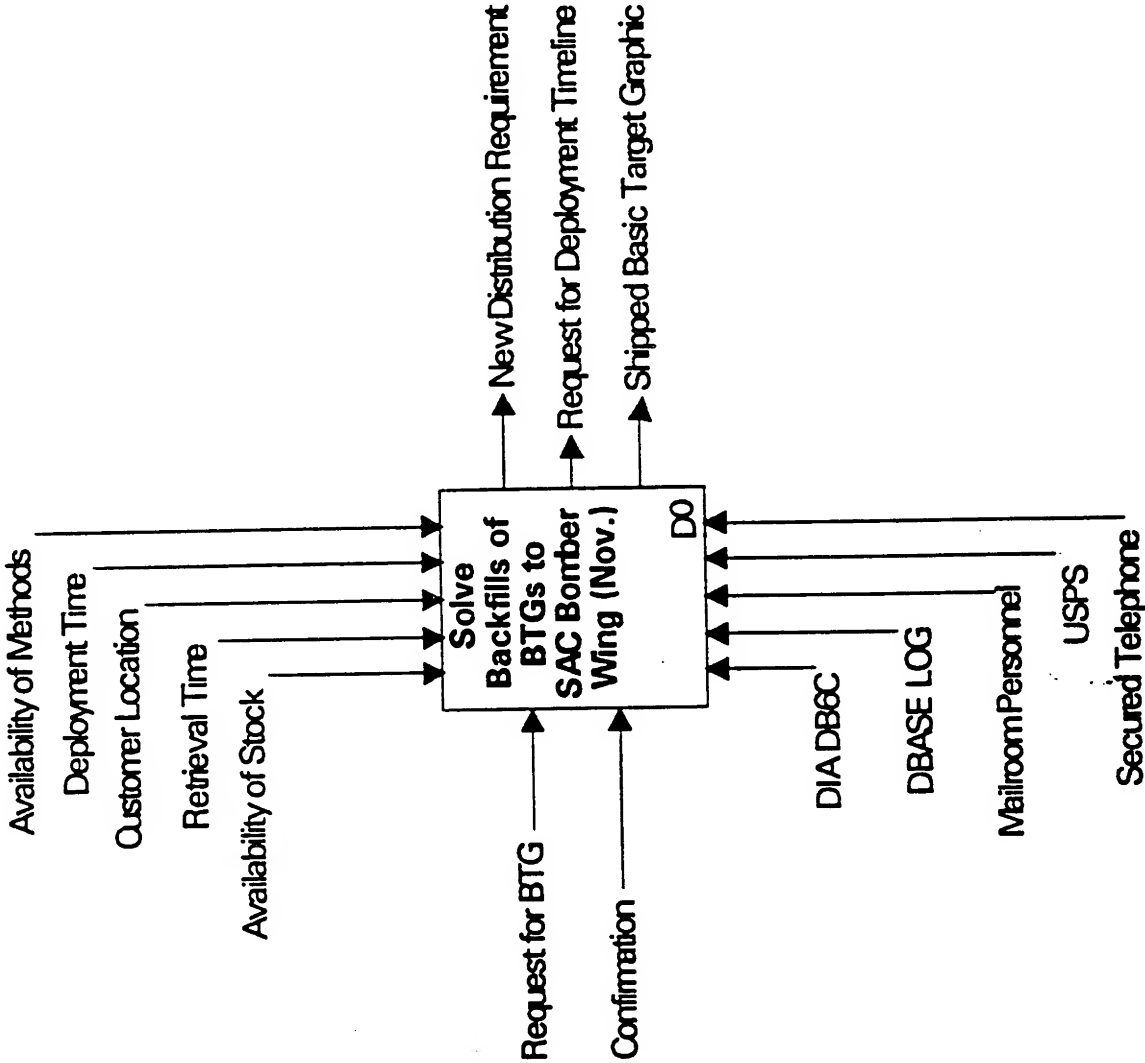 Availability of Methods
Deployment Time
Customer Location
Retrieval Time
Availability of Stock
Request for BTG
Confirmation
Solve
Backfills of
BTGs to
SAC Bomber
Wing (Nov.)
D0
New Distribution Requirement
Request for Deployment Timeline
Shipped Basic Target Graphic
DIA DB6C
DBASE LOG
Mailroom Personnel
USPS
Secured Telephone